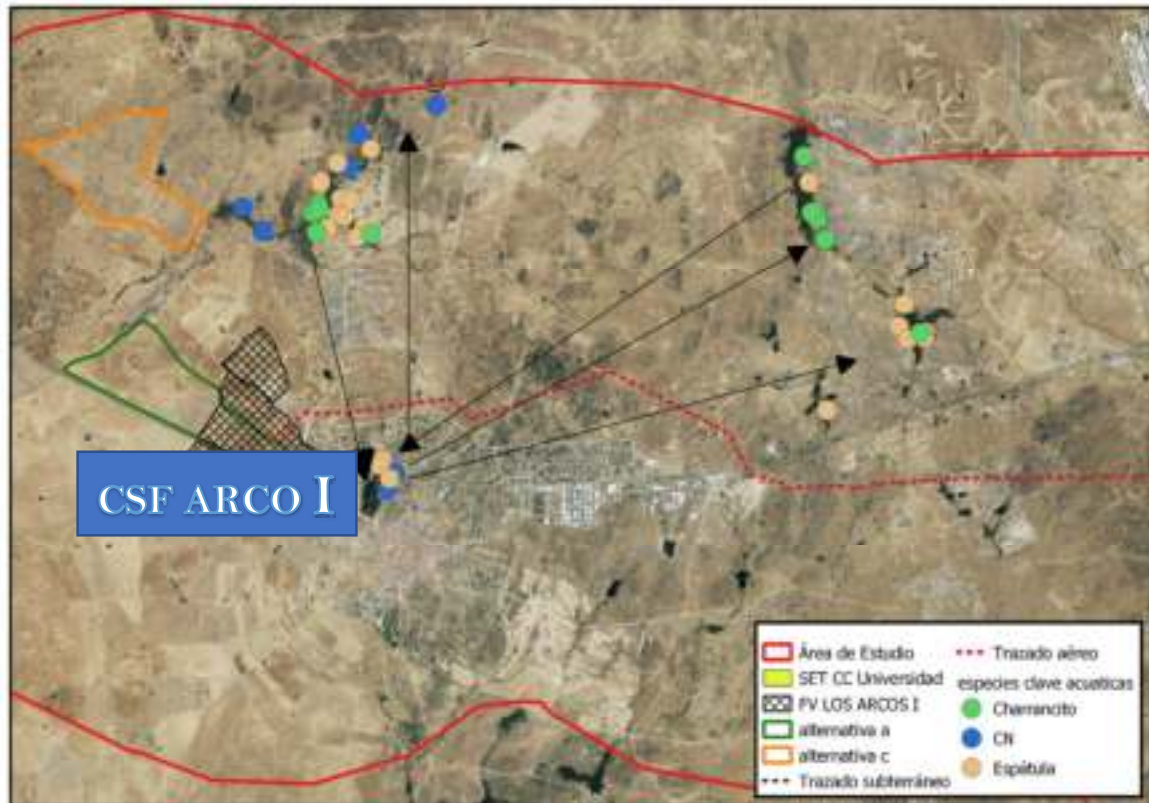 CSF ARCO I
Área de Estudio
SET CC Universidad
PV LOS ARCOS I
alternativa a
alternativa c
Trazado subterráneo
Trazado aéreo
especies clave acuaticas
Charrancito
CN
Espátula